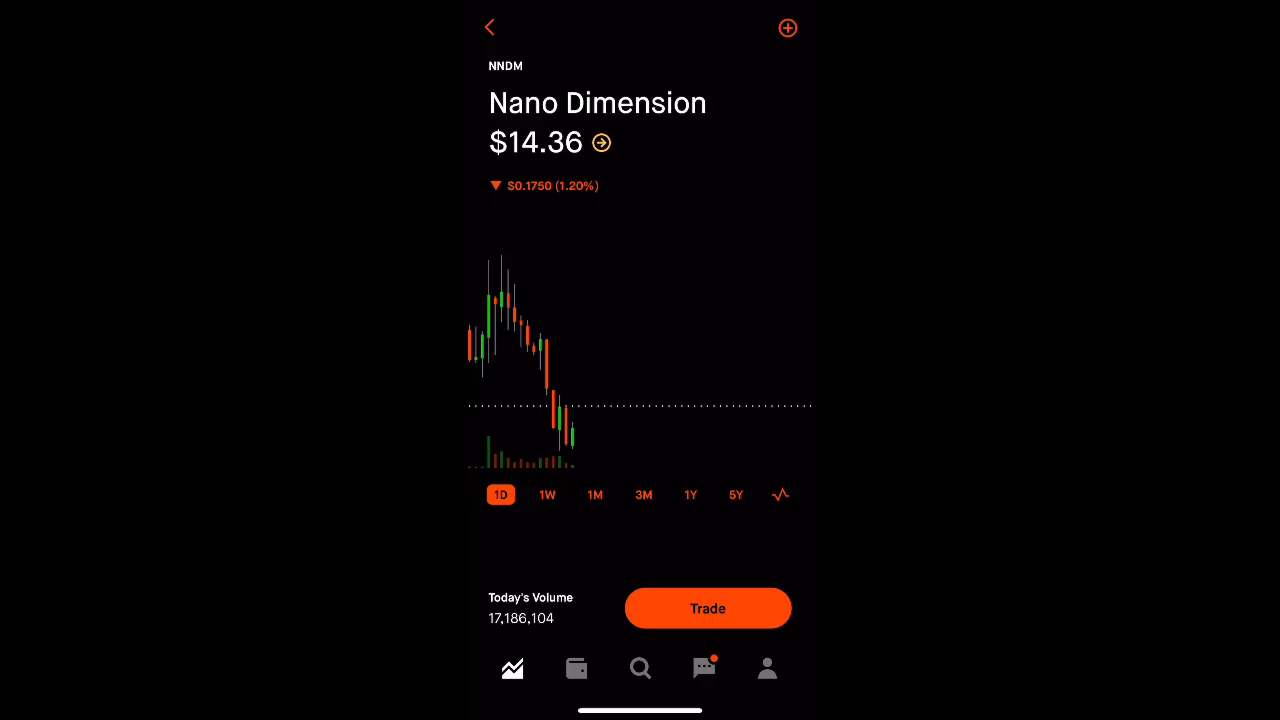 NNDM
Nano Dimension
$14.36
$0.1750 (1.20%)
1D 1W 1M 3M 1Y 5Y
Today's Volume
17,186,104
Trade